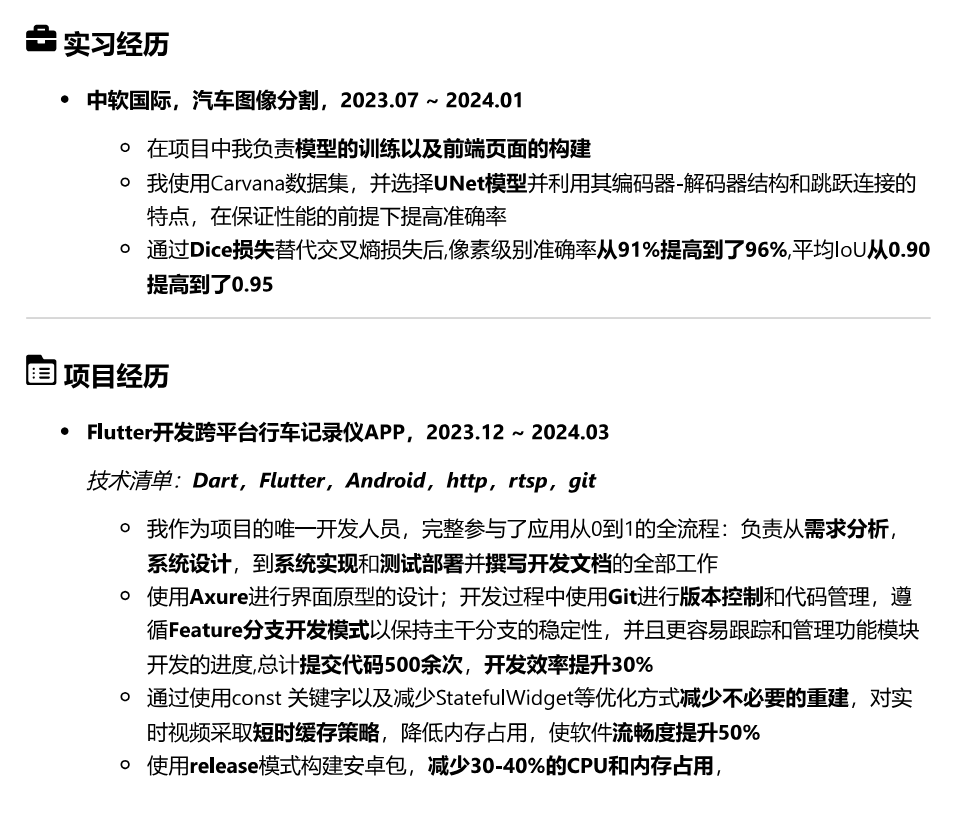 实习经历
中软国际，汽车图像分割，2023.07 ~ 2024.01
在项目中我负责模型的训练以及前端页面的构建
我使用Carvana数据集，并选择UNet模型并利用其编码器-解码器结构和跳跃连接的
特点，在保证性能的前提下提高准确率
通过Dice损失替代交叉熵损失后,像素级别准确率从91%提高到了96%,平均IoU从0.90
提高到了0.95
项目经历
Flutter开发跨平台行车记录仪APP，2023.12 ~ 2024.03
技术清单：Dart，Flutter，Android，http，rtsp，git
我作为项目的唯一开发人员，完整参与了应用从0到1的全流程：负责从需求分析，
系统设计，到系统实现和测试部署并撰写开发文档的全部工作
使用Axure进行界面原型的设计；开发过程中使用Git进行版本控制和代码管理，遵
循Feature分支开发模式以保持主干分支的稳定性，并且更容易跟踪和管理功能模块
开发的进度,总计提交代码500余次，开发效率提升30%
通过使用const 关键字以及减少StatefulWidget等优化方式减少不必要的重建，对实
时视频采取短时缓存策略，降低内存占用，使软件流畅度提升50%
使用release模式构建安卓包，减少30-40%的CPU和内存占用，